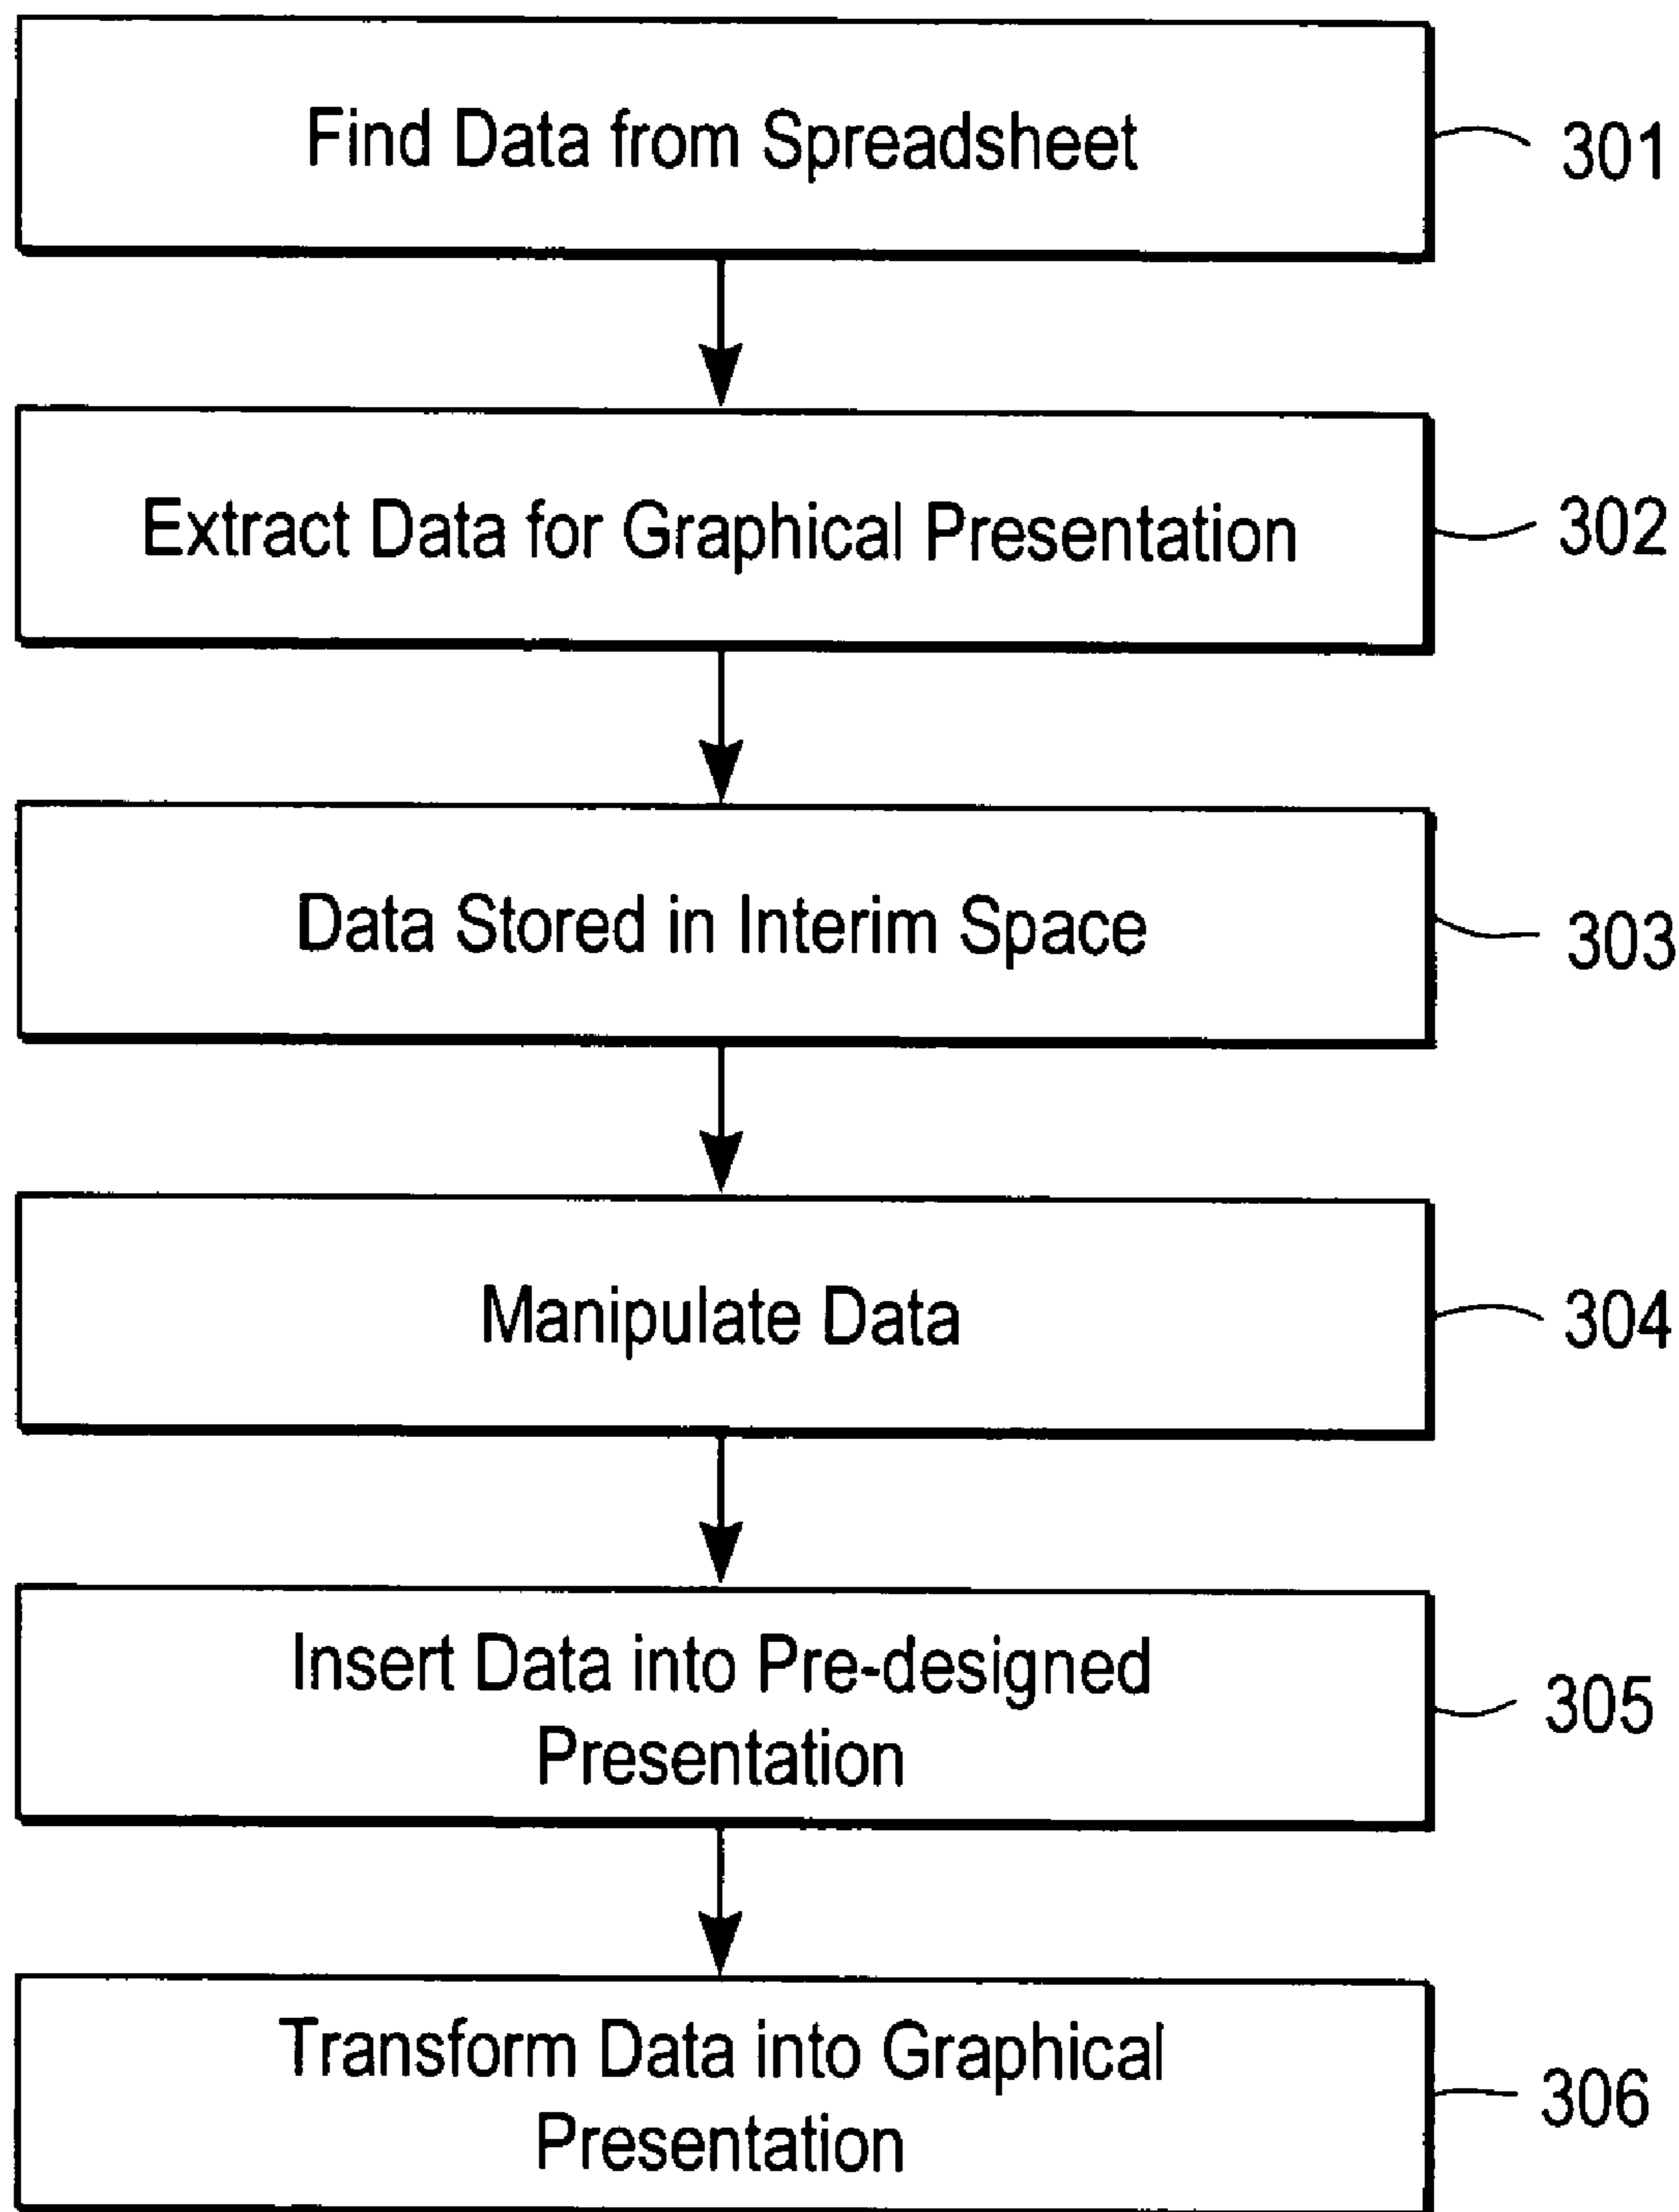 Find Data from Spreadsheet
301
Extract Data for Graphical Presentation
302
Data Stored in Interim Space
303
Manipulate Data
304
Insert Data into Pre-designed
Presentation
305
Transform Data into Graphical
Presentation
306